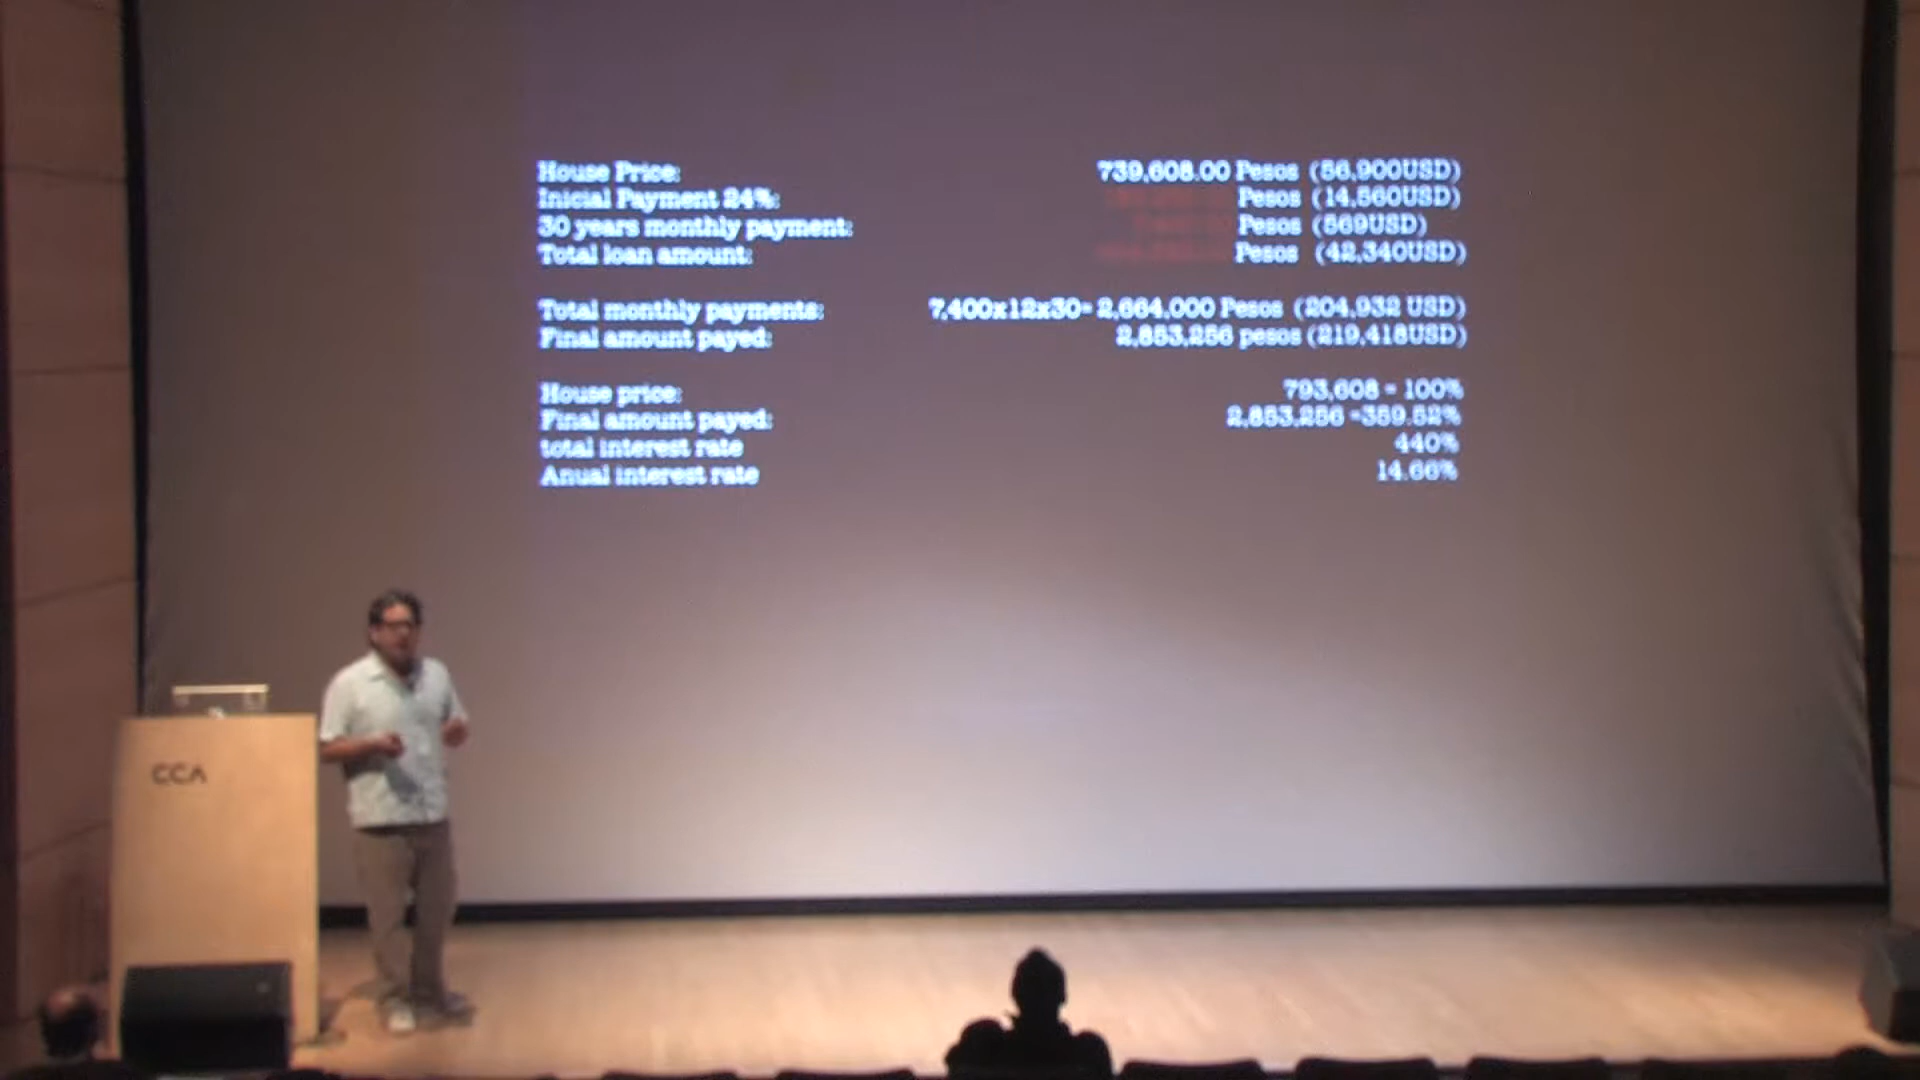 House Price: 739,608.00 Pesos (56,900USD)
Inicial Payment 24%: Pesos (14,560USD)
30 years monthly payment: Pesos (569USD)
Total loan amount: Pesos (42,340USD)
Total monthly payments: 7,400x12x30= 2,664,000 Pesos (204,932 USD)
Final amount payed: 2,853,256 pesos (219,418USD)
House price: 793,608 = 100%
Final amount payed: 2,853,256 =359.52%
total interest rate 440%
Anual interest rate 14.66%
CCA